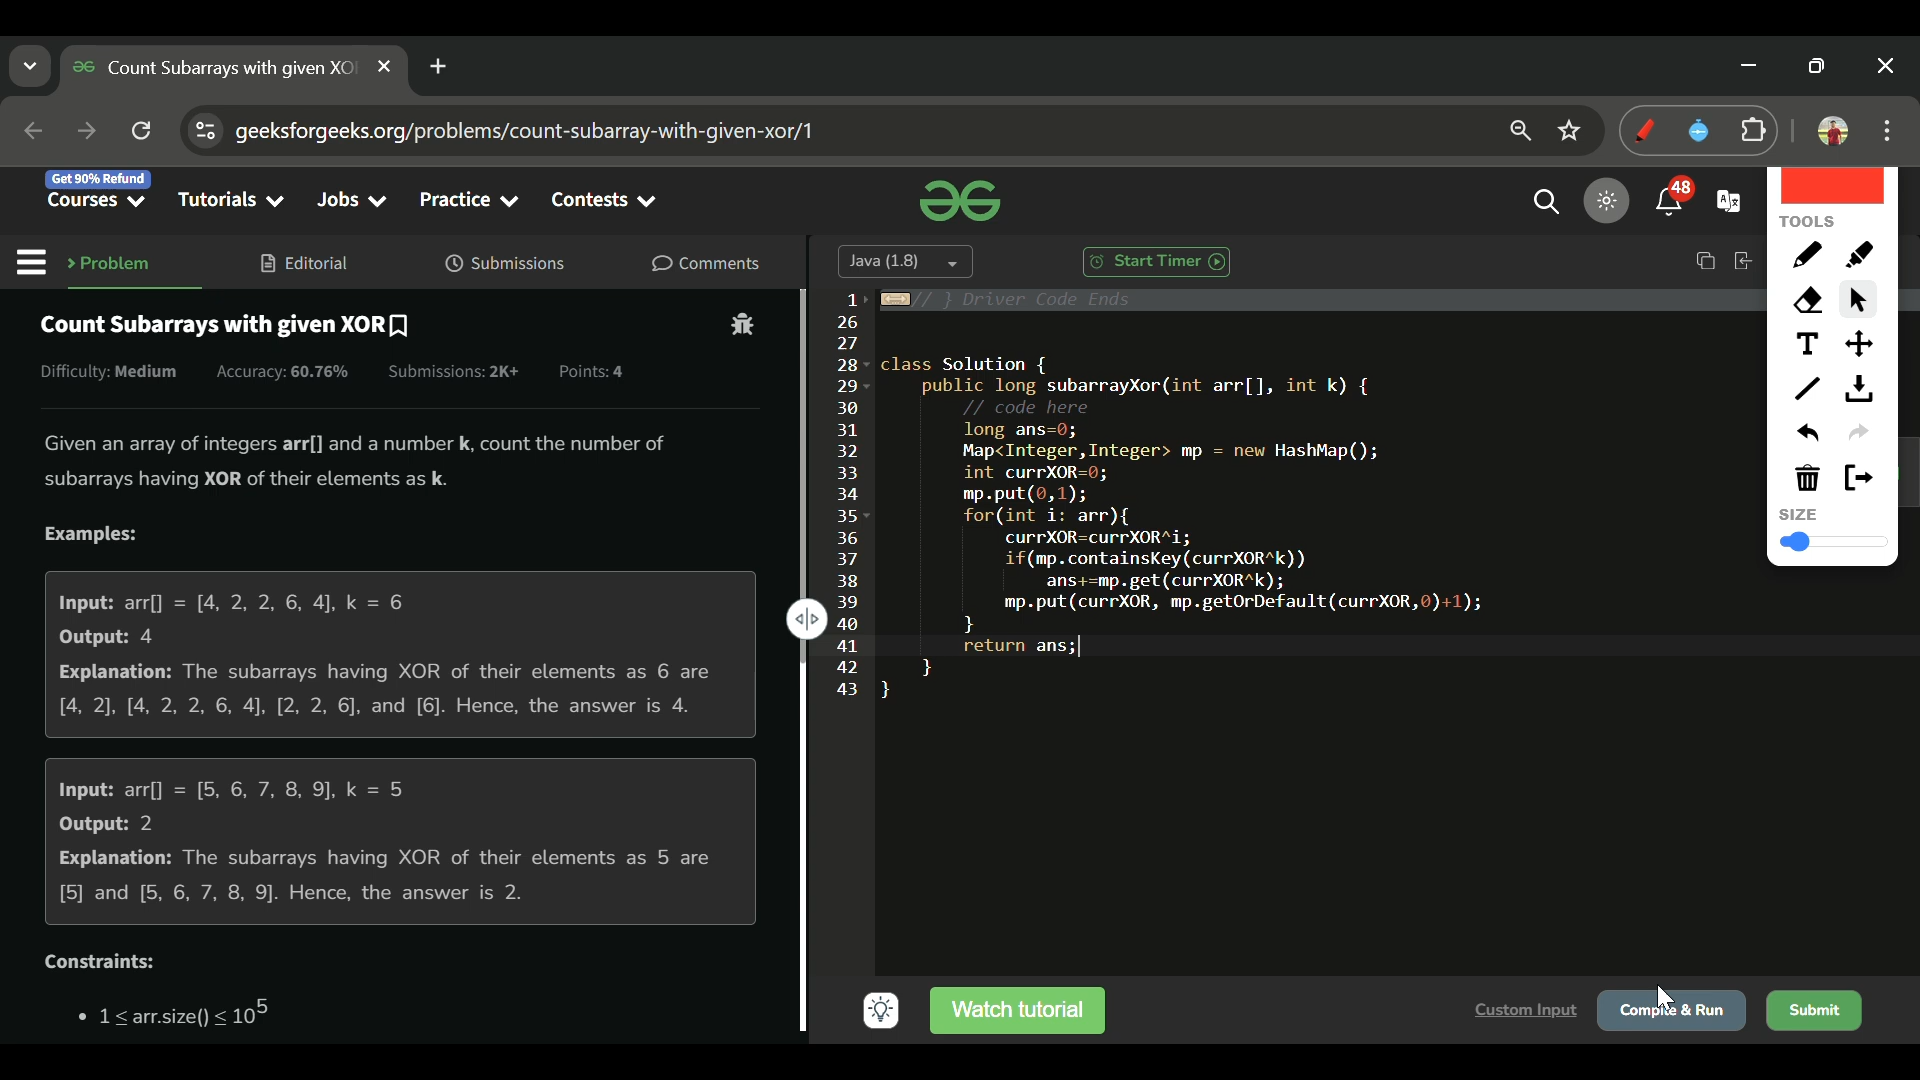 Count Subarrays with given XO
geeksforgeeks.org/problems/count-subarray-with-given-xor/1
Get 90% Refund
Courses
Tutorials
Jobs
Practice
Contests
48
TOOLS
Problem
Editorial
Submissions
Comments
Java (1.8)
Start Timer
Count Subarrays with given XOR
Difficulty: Medium
Accuracy: 60.76%
Submissions: 2K+
Points: 4
Given an array of integers arr[] and a number k, count the number of
subarrays having XOR of their elements as k.
Examples:
Input: arr[] = [4, 2, 2, 6, 4], k = 6
Output: 4
Explanation: The subarrays having XOR of their elements as 6 are
[4, 2], [4, 2, 2, 6, 4], [2, 2, 6], and [6]. Hence, the answer is 4.
Input: arr[] = [5, 6, 7, 8, 9], k = 5
Output: 2
Explanation: The subarrays having XOR of their elements as 5 are
[5] and [5, 6, 7, 8, 9]. Hence, the answer is 2.
Constraints:
• 1 ≤ arr.size() ≤ 10^5
1 // } Driver Code Ends
26
27
28 class Solution {
29 public long subarrayXor(int arr[], int k) {
30 // code here
31 long ans=0;
32 Map<Integer,Integer> mp = new HashMap();
33 int currXOR=0;
34 mp.put(0,1);
35 for(int i: arr){
36 currXOR=currXOR^i;
37 if(mp.containsKey(currXOR^k))
38 ans+=mp.get(currXOR^k);
39 mp.put(currXOR, mp.getOrDefault(currXOR,0)+1);
40 }
41 return ans;
42 }
43 }
T
SIZE
Watch tutorial
Custom Input
Compile & Run
Submit